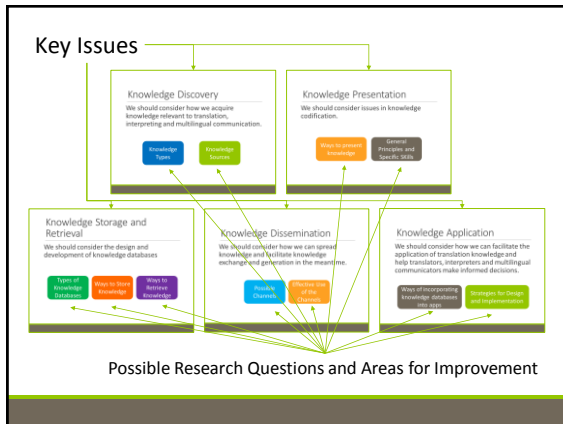 Key Issues
Knowledge Discovery
We should consider how we acquire
knowledge relevant to translation,
interpreting and multilingual communication.
Knowledge
Types
Knowledge
Sources
Knowledge Presentation
We should consider issues in knowledge
codification.
Ways to present
knowledge
General
Principles and
Specific Skills
Knowledge Storage and
Retrieval
We should consider the design and
development of knowledge databases
Types of
Knowledge
Databases
Ways to Store
Knowledge
Ways to
Retrieve
Knowledge
Knowledge Dissemination
We should consider how we can spread
knowledge and facilitate knowledge
exchange and generation in the meantime.
Possible
Channels
Effective Use
of the
Channels
Knowledge Application
We should consider how we can facilitate the
application of translation knowledge and
help translators, interpreters and multilingual
communicators make informed decisions.
Ways of incorporating
knowledge databases
into apps
Strategies for Design
and Implementation
Possible Research Questions and Areas for Improvement